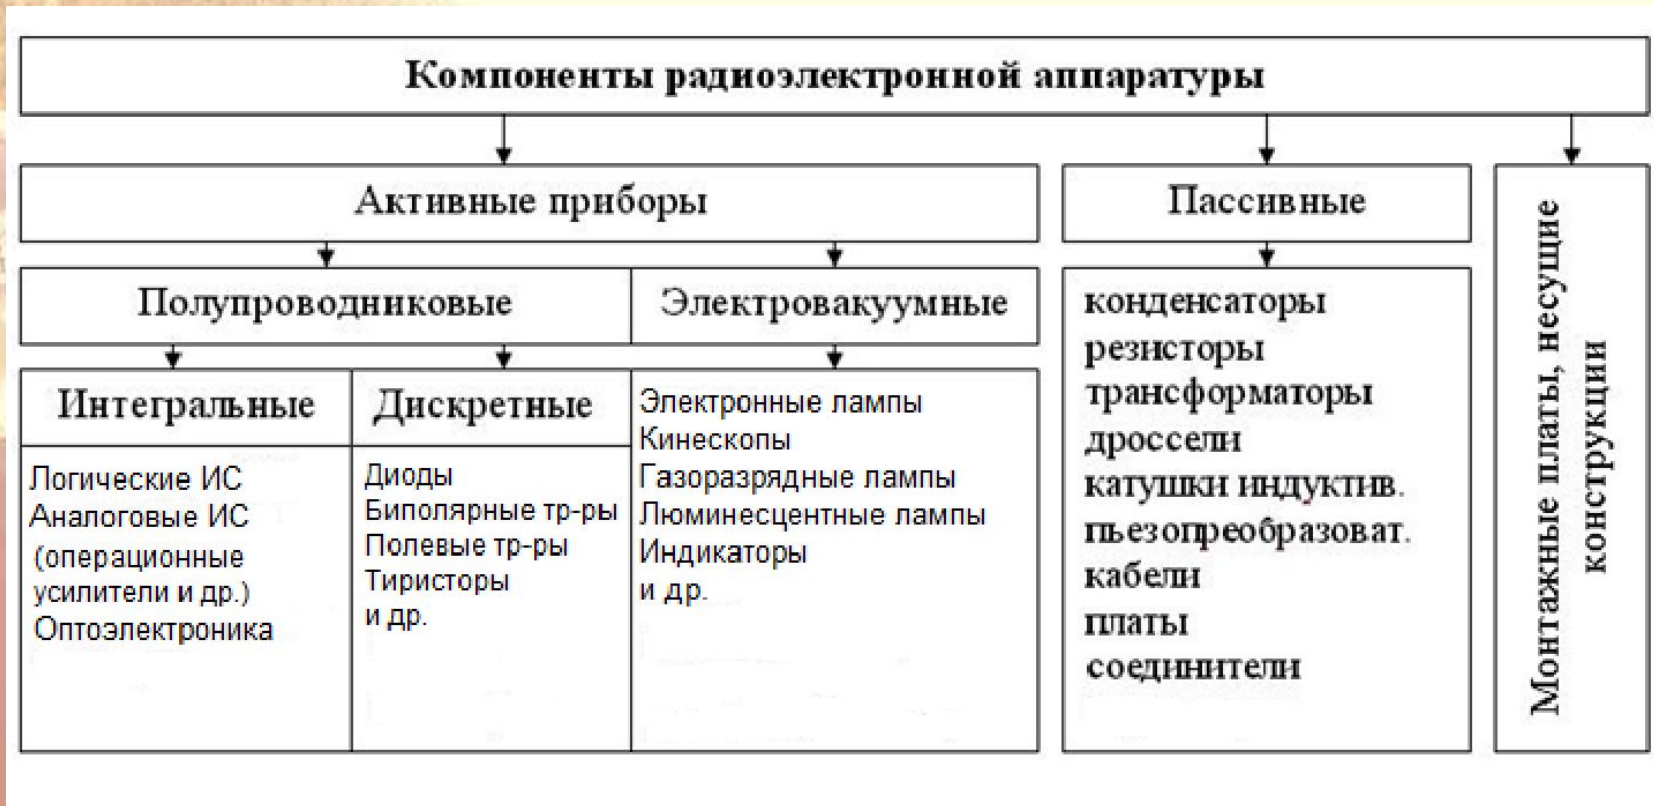 Компоненты радиоэлектронной аппаратуры
Активные приборы
Полупроводниковые
Интегральные
Логические ИС
Аналоговые ИС
(операционные
усилители и др.)
Оптоэлектроника
Дискретные
Диоды
Биполярные тр-ры
Полевые тр-ры
Тиристоры
и др.
Электровакуумные
Электронные лампы
Кинескопы
Газоразрядные лампы
Люминесцентные лампы
Индикаторы
и др.
Пассивные
конденсаторы
резисторы
трансформаторы
дроссели
катушки индуктив.
пьезопреобразоват.
кабели
платы
соединители
Монтажные платы, несущие
конструкции